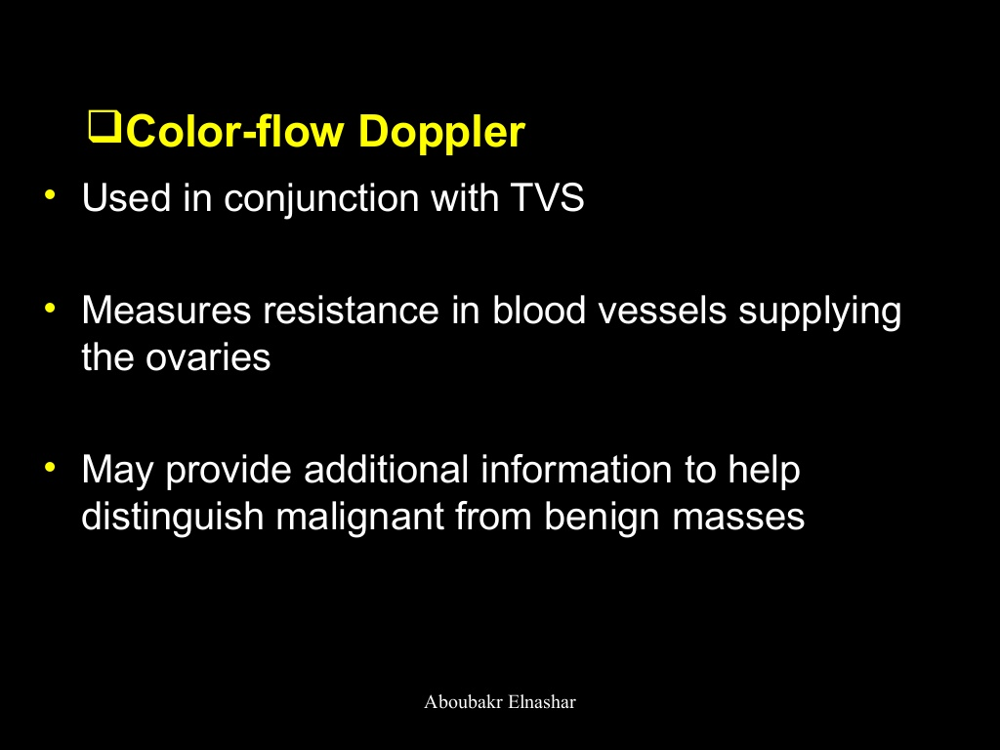 ❑Color-flow Doppler
• Used in conjunction with TVS
• Measures resistance in blood vessels supplying
the ovaries
• May provide additional information to help
distinguish malignant from benign masses
Aboubakr Elnashar